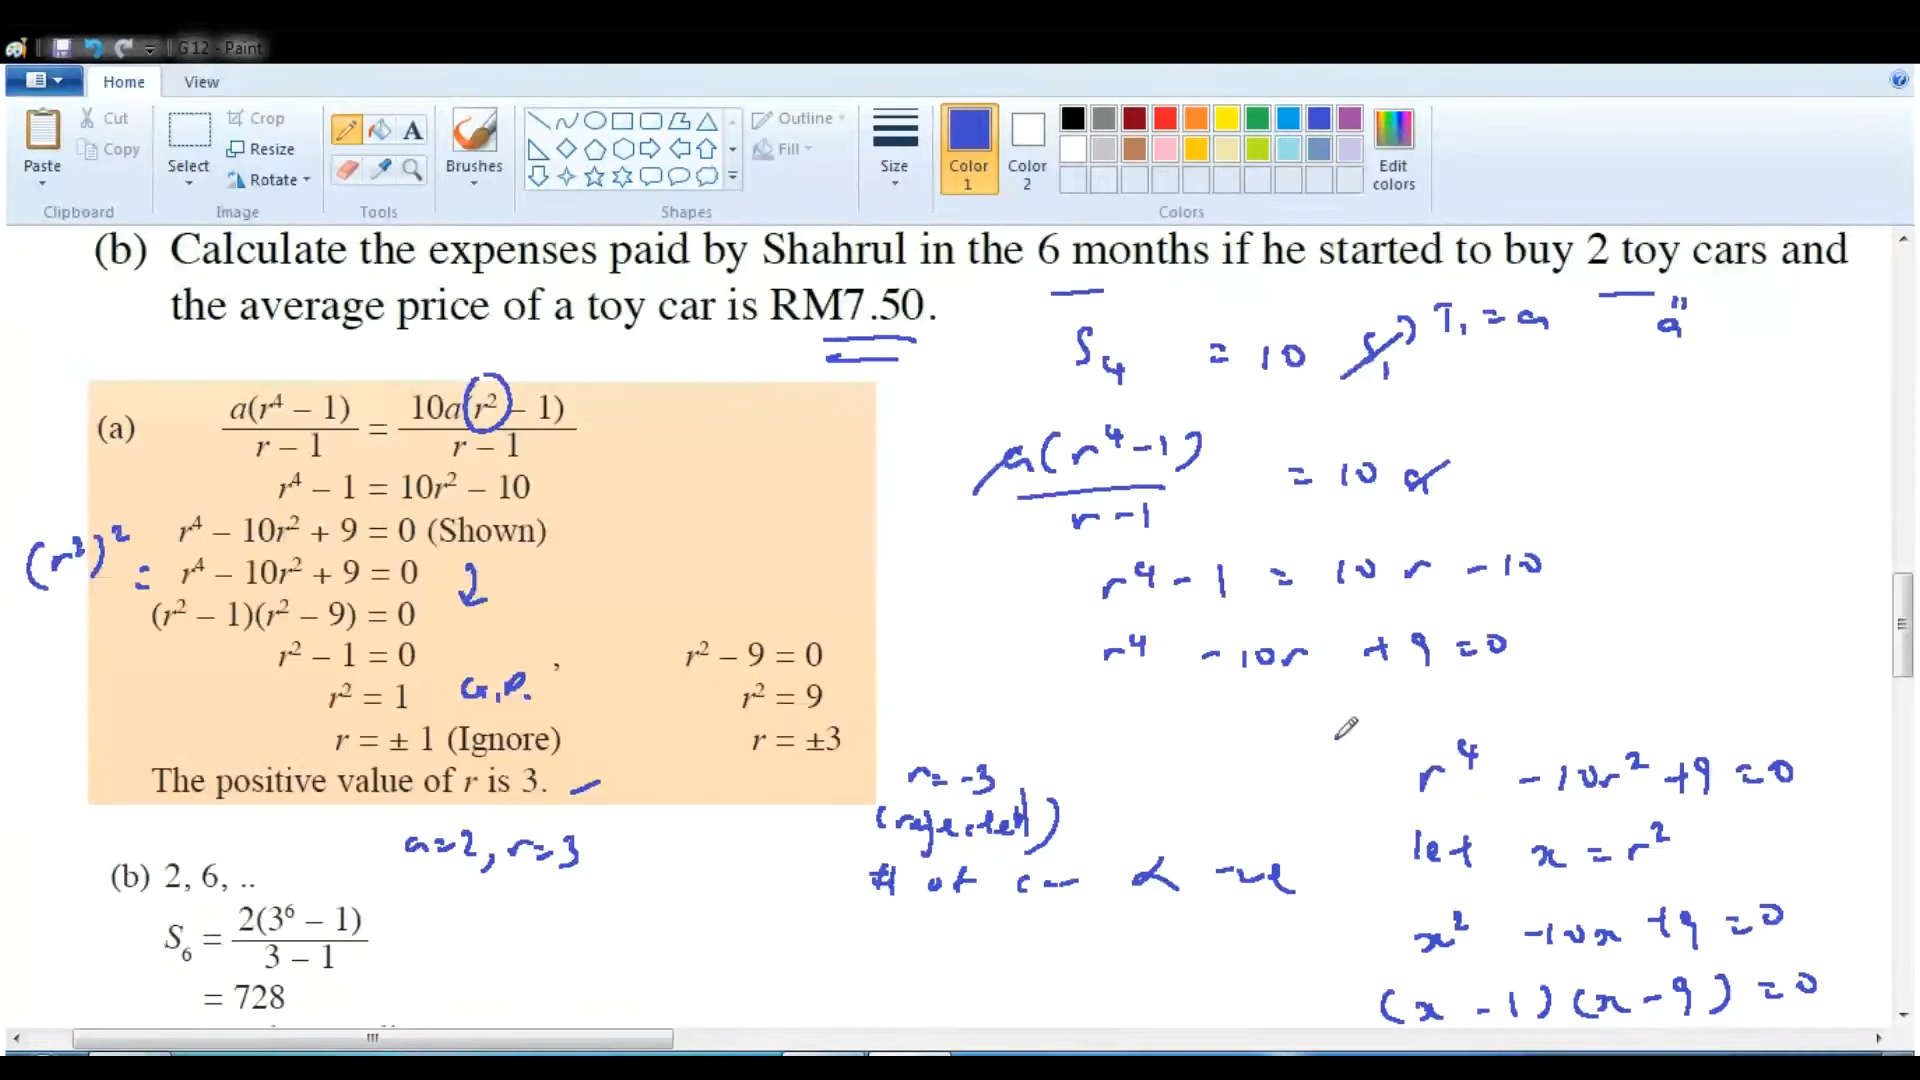 G12 - Paint
Home View
Paste
Cut
Copy
Clipboard
Select
Crop
Resize
Rotate
Image
A
Tools
Brushes
Shapes
Outline
Fill
Size
Color 1
Color 2
Edit colors
Colors
(b) Calculate the expenses paid by Shahrul in the 6 months if he started to buy 2 toy cars and
the average price of a toy car is RM7.50.
(a) a(r⁴ – 1) / r – 1 = 10a(r² – 1) / r – 1
r⁴ – 1 = 10r² – 10
r⁴ – 10r² + 9 = 0 (Shown)
r⁴ – 10r² + 9 = 0
(r² – 1)(r² – 9) = 0
r² – 1 = 0 , r² – 9 = 0
r² = 1 r² = 9
r = ± 1 (Ignore) r = ±3
The positive value of r is 3.
(b) 2, 6, ..
S₆ = 2(3⁶ – 1) / 3 – 1
= 728
=
G.P.
a=2, r=3
r= -3
(rejected)
# of car
-ve
S₄ = 10 S₁
T₁ = a
a
a(r⁴-1) / r-1 = 10 a
r⁴ - 1 = 10 r - 10
r⁴ - 10r + 9 = 0
r⁴ - 10r² + 9 = 0
let x = r²
x² - 10x + 9 = 0
(x - 1) (x - 9) = 0